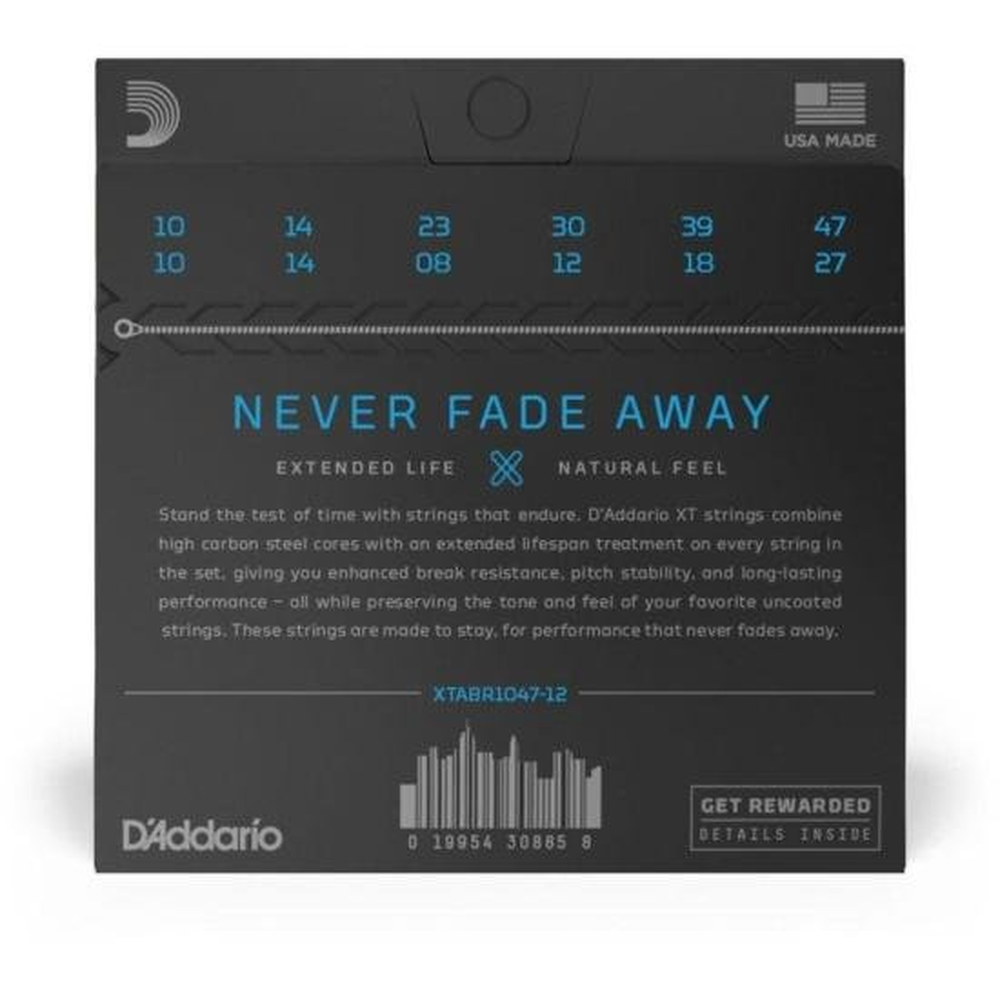 USA MADE
10 14 23 30 39 47
10 14 08 12 18 27
NEVER FADE AWAY
EXTENDED LIFE X NATURAL FEEL
Stand the test of time with strings that endure. D'Addario XT strings combine
high carbon steel cores with an extended lifespan treatment on every string in
the set, giving you enhanced break resistance, pitch stability, and long-lasting
performance – all while preserving the tone and feel of your favorite uncoated
strings. These strings are made to stay, for performance that never fades away.
XTABR1047-12
D'Addario
0 19954 30885 8
GET REWARDED
DETAILS INSIDE